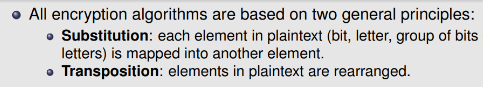 All encryption algorithms are based on two general principles:
Substitution: each element in plaintext (bit, letter, group of bits
letters) is mapped into another element.
Transposition: elements in plaintext are rearranged.